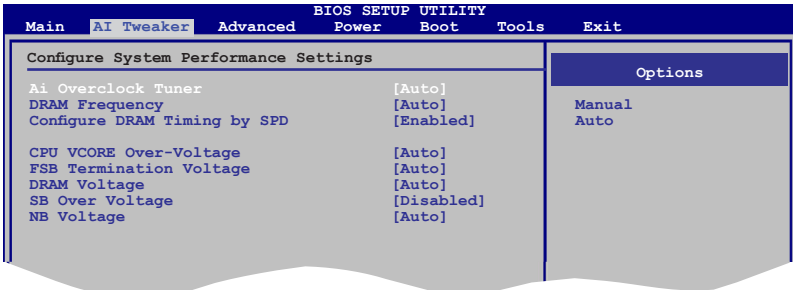 BIOS SETUP UTILITY
Main AI Tweaker Advanced Power Boot Tools Exit
Configure System Performance Settings
Ai Overclock Tuner [Auto]
DRAM Frequency [Auto]
Configure DRAM Timing by SPD [Enabled]
CPU VCORE Over-Voltage [Auto]
FSB Termination Voltage [Auto]
DRAM Voltage [Auto]
SB Over Voltage [Disabled]
NB Voltage [Auto]
Options
Manual
Auto